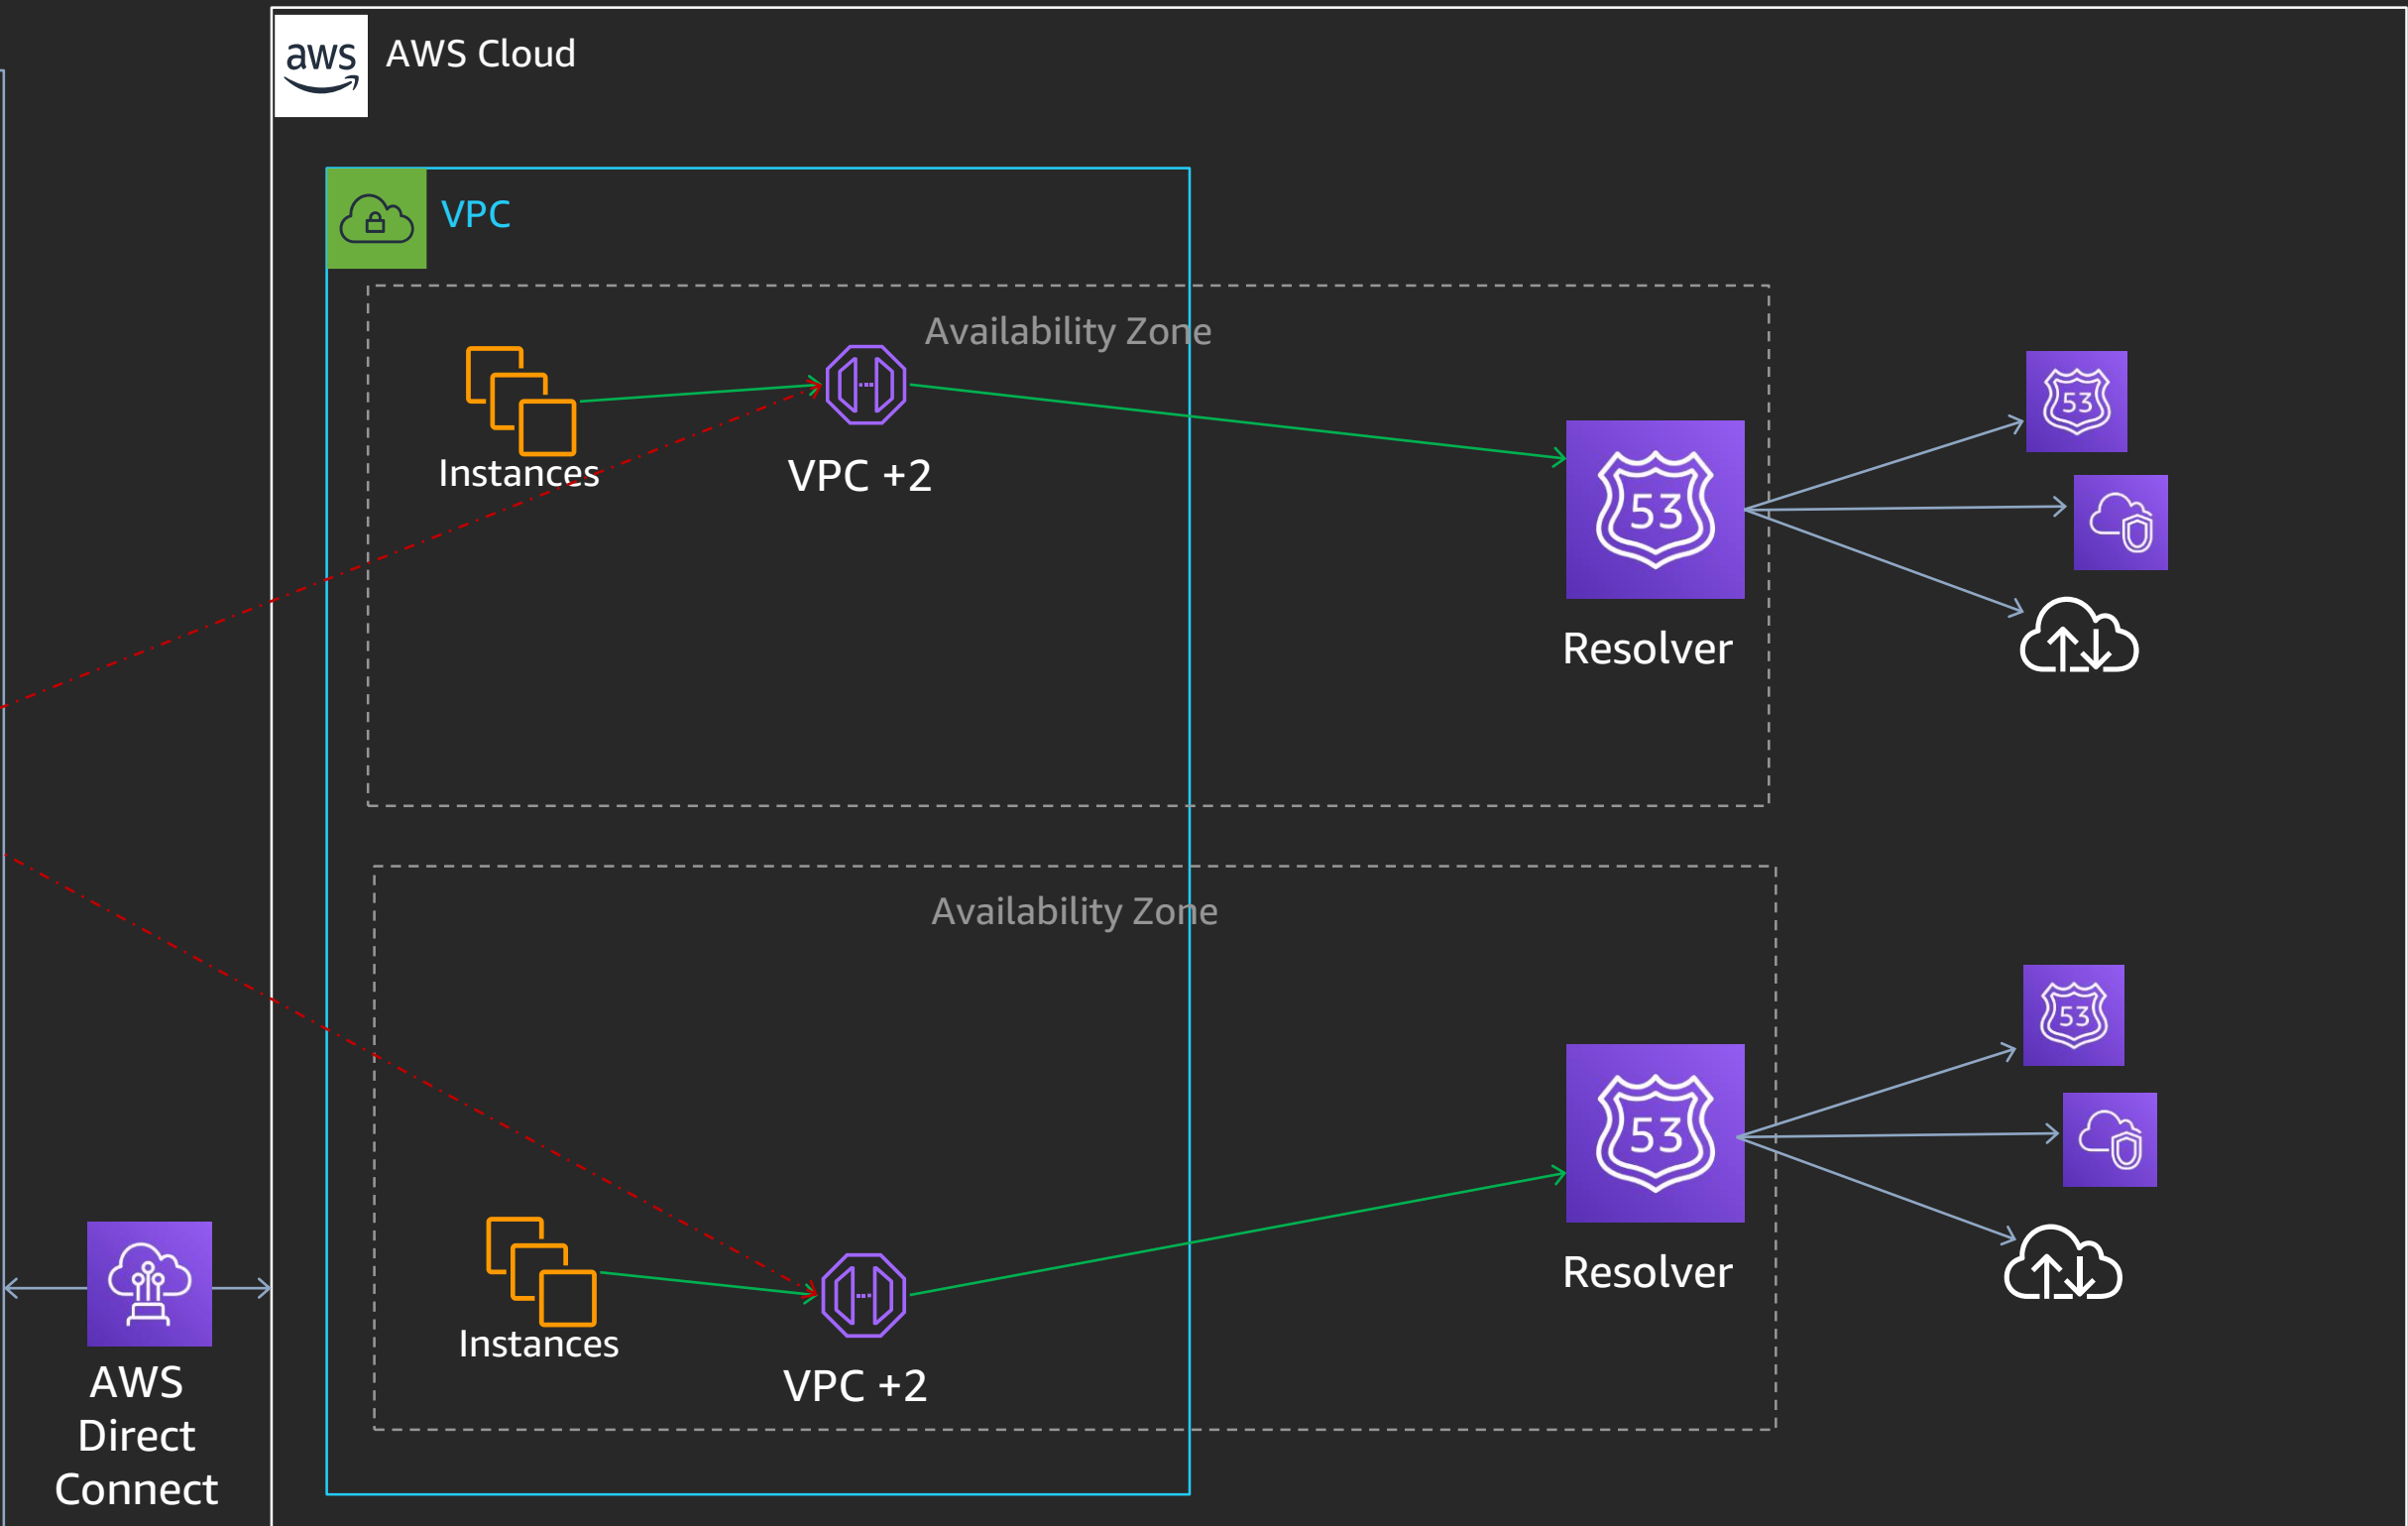 aws
AWS Cloud
VPC
Availability Zone
Instances
VPC +2
53
Resolver
53
Availability Zone
Instances
VPC +2
53
Resolver
53
AWS
Direct
Connect